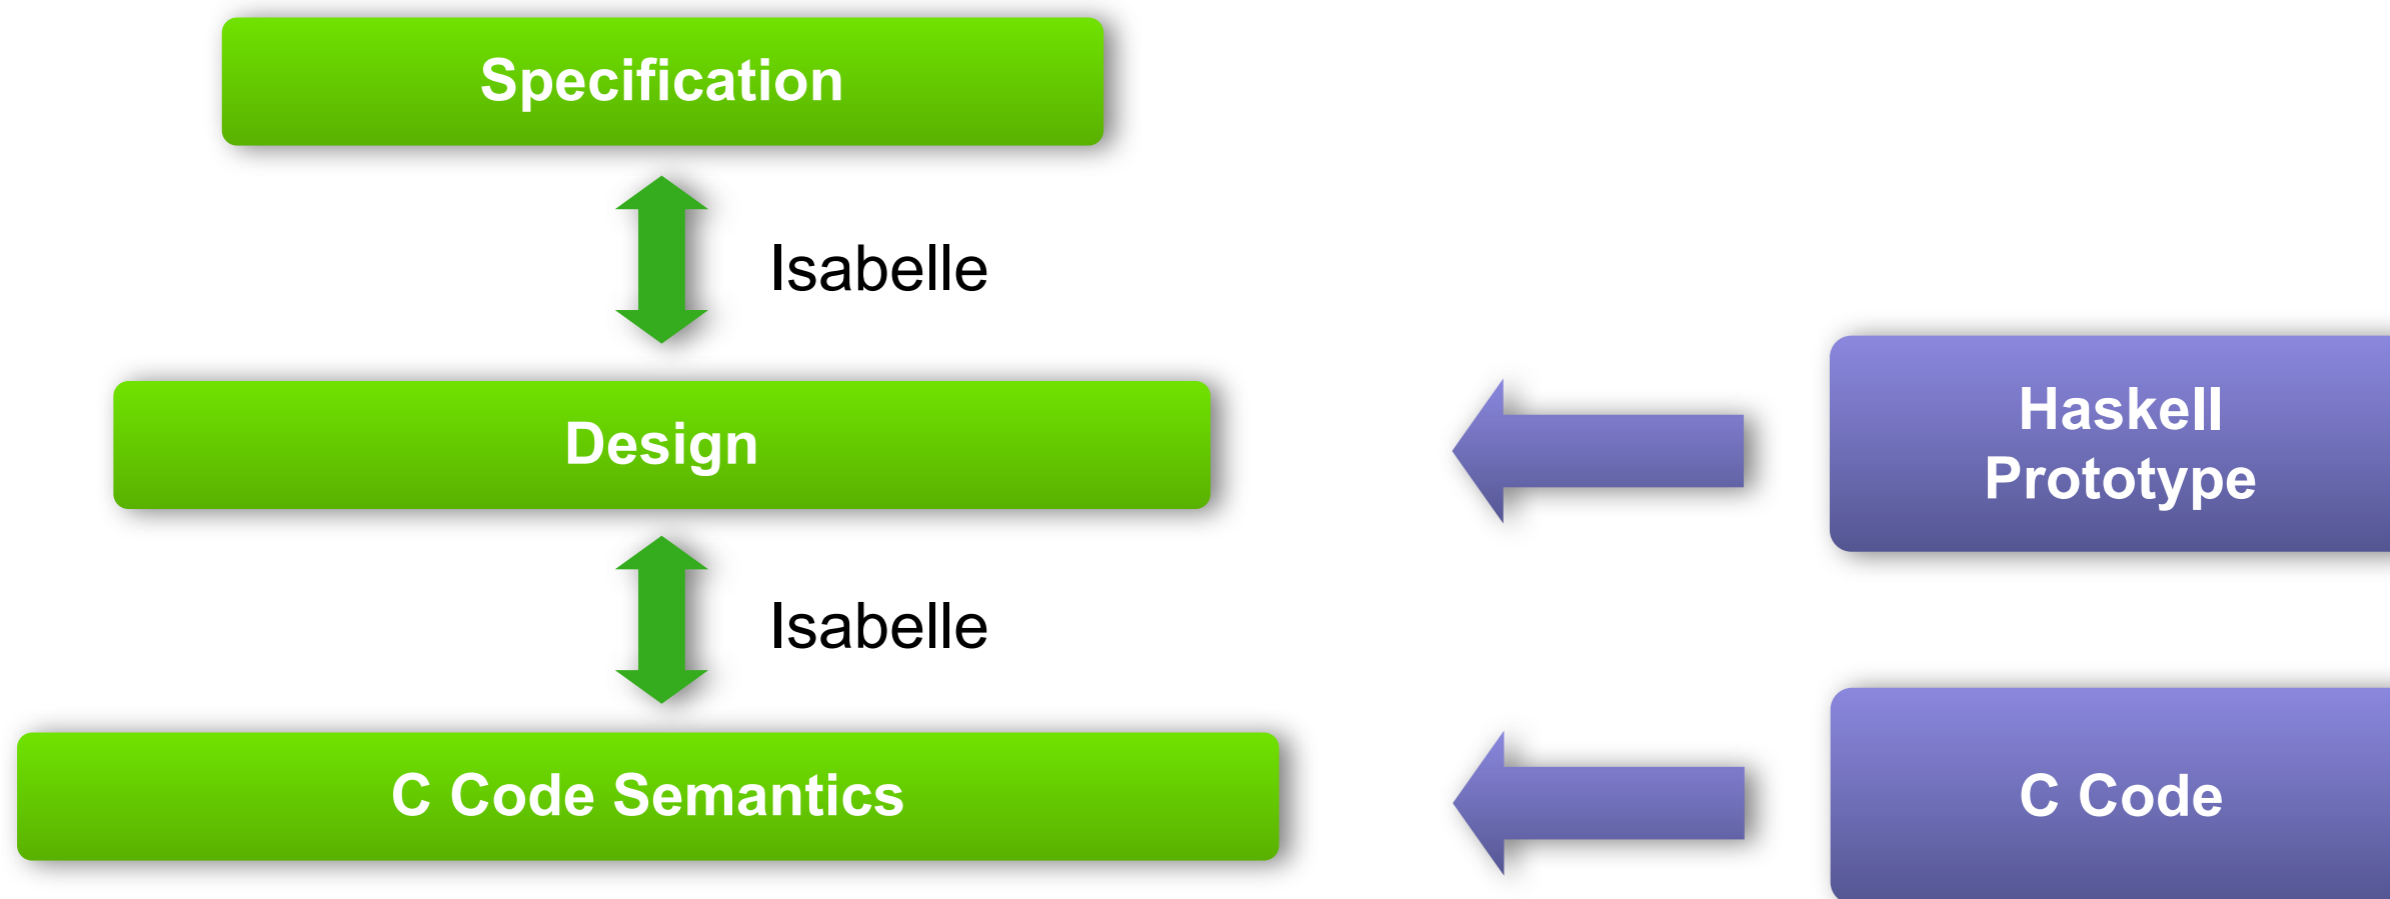 Specification
Isabelle
Design
Haskell
Prototype
Isabelle
C Code Semantics
C Code